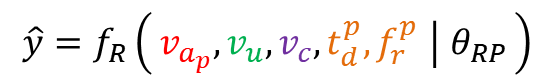 ŷ = f_R ( v_{a_p}, v_u, v_c, t_d^p, f_r^p | θ_{RP} )